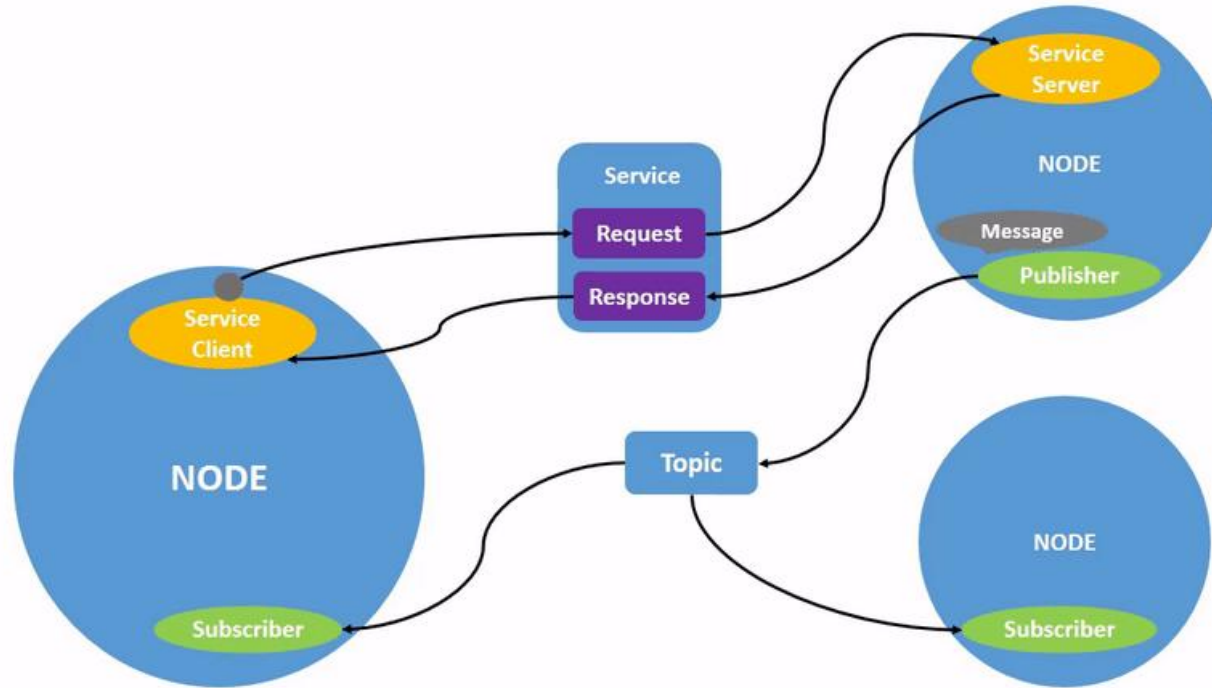 Service
Server
NODE
Message
Publisher
Service
Request
Response
Service
Client
NODE
Subscriber
Topic
NODE
Subscriber